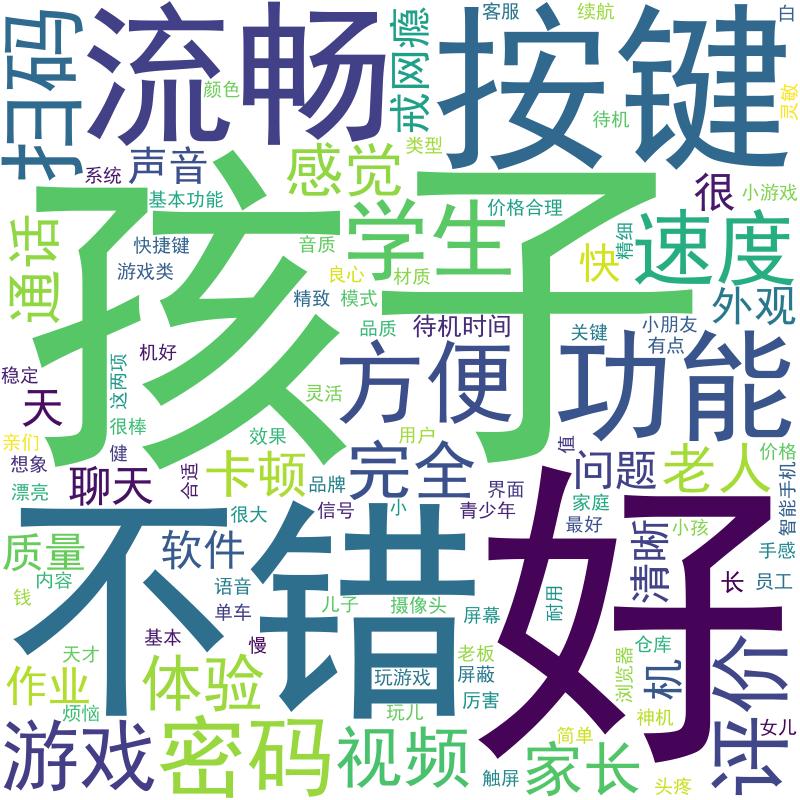 扫码
流畅
戒网瘾
按键
客服
续航
白
颜色
灵敏
待机
类型
声音
感觉
系统
基本功能
孩子
学生
价格合理
很
小游戏
通话
快捷键
音质
精细
速度
游戏类
良心
材质
快
外观
精致
模式
品质
待机时间
关键
小朋友
有点
稳定
这两项
机好
方便
功能
天
灵活
很棒
亲们
效果
用户
值
价格
健
想象
聊天
合适
卡顿
完全
问题
老人
智能手机
漂亮
品牌
界面
家庭
很大
信号
小
青少年
最好
小孩
不错
好
质量
软件
清晰
手感
内容
语音
长
员工
钱
单车
儿子
摄像头
屏幕
耐用
基本
慢
天才
老板
仓库
作业
体验
玩游戏
屏蔽
浏览器
机
评价
厉害
烦恼
玩儿
神机
女儿
游戏
密码
视频
简单
家长
触屏
头疼